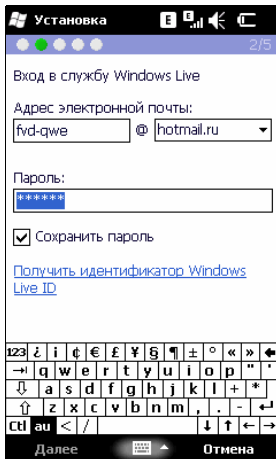 Установка
E E
2/5
Вход в службу Windows Live
Адрес электронной почты:
fvd-qwe @ hotmail.ru
Пароль:
******
Сохранить пароль
Получить идентификатор Windows
Live ID
123 ¿ ¡ ¢ € £ ¥ § ¶ ± ° « »
q w e r t y u i o p " '
a s d f g h j k l + *
z x c v b n m , . -
Ctl au < /
Далее Отмена